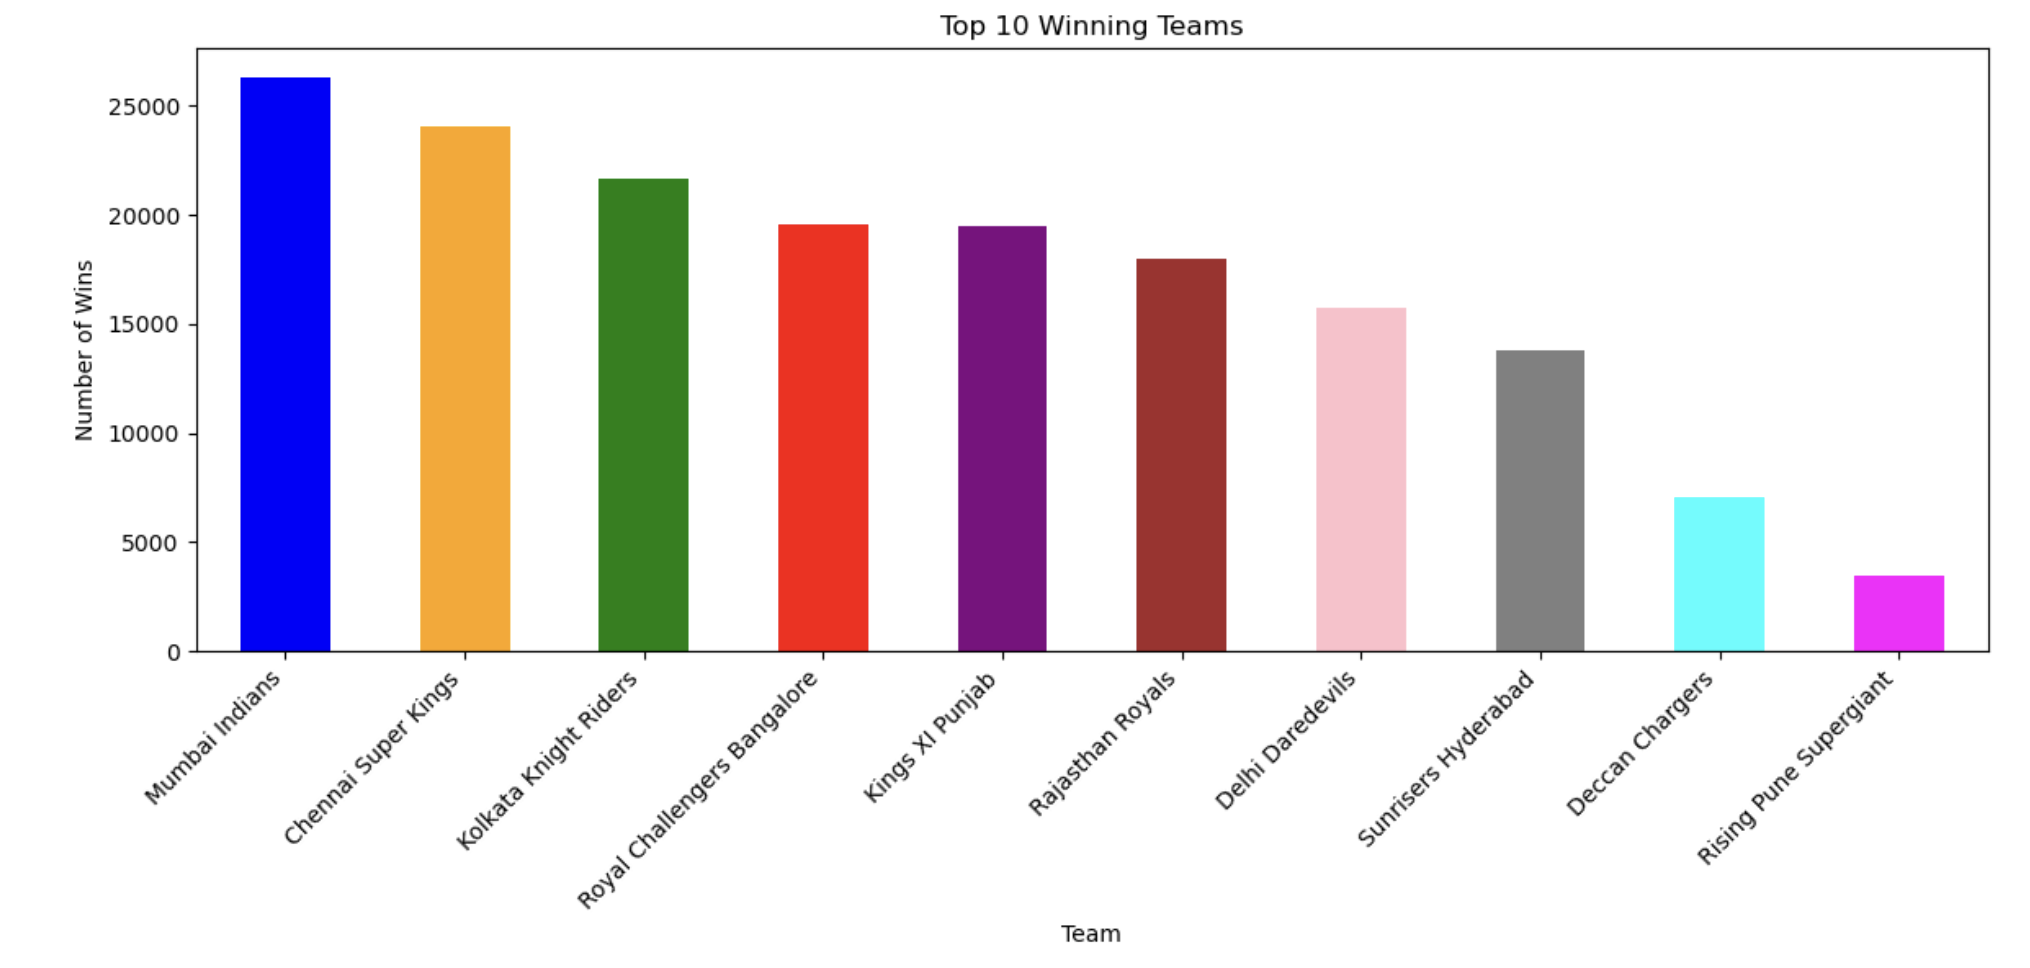 Top 10 Winning Teams
Number of Wins
25000
20000
15000
10000
5000
0
Mumbai Indians
Chennai Super Kings
Kolkata Knight Riders
Royal Challengers Bangalore
Kings XI Punjab
Rajasthan Royals
Delhi Daredevils
Sunrisers Hyderabad
Deccan Chargers
Rising Pune Supergiant
Team